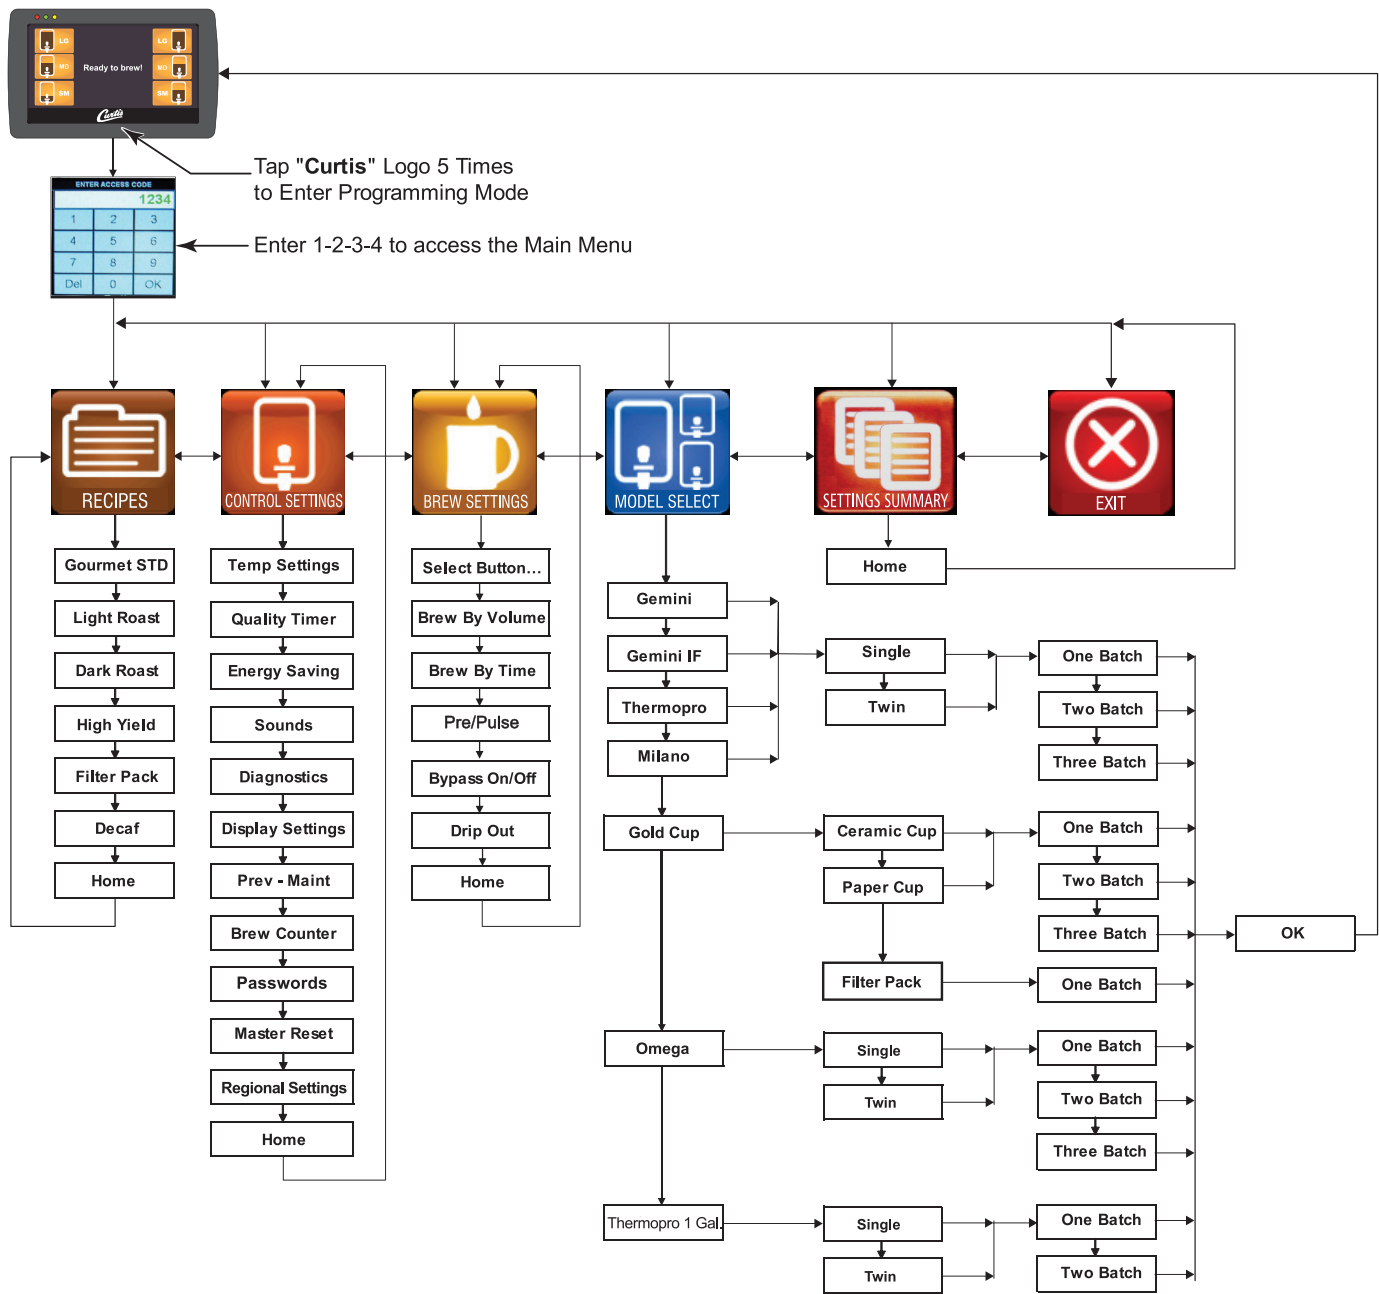 LG
LG
MD
Ready to brew!
MD
SM
SM
Curtis
Tap "Curtis" Logo 5 Times
to Enter Programming Mode
ENTER ACCESS CODE
1234
1 2 3
4 5 6
7 8 9
Del 0 OK
Enter 1-2-3-4 to access the Main Menu
RECIPES
CONTROL SETTINGS
BREW SETTINGS
MODEL SELECT
SETTINGS SUMMARY
EXIT
Gourmet STD
Light Roast
Dark Roast
High Yield
Filter Pack
Decaf
Home
Temp Settings
Quality Timer
Energy Saving
Sounds
Diagnostics
Display Settings
Prev - Maint
Brew Counter
Passwords
Master Reset
Regional Settings
Home
Select Button...
Brew By Volume
Brew By Time
Pre/Pulse
Bypass On/Off
Drip Out
Home
Gemini
Gemini IF
Thermopro
Milano
Gold Cup
Omega
Thermopro 1 Gal.
Home
Single
Twin
Ceramic Cup
Paper Cup
Filter Pack
Single
Twin
Single
Twin
One Batch
Two Batch
Three Batch
One Batch
Two Batch
Three Batch
One Batch
One Batch
Two Batch
Three Batch
One Batch
Two Batch
OK